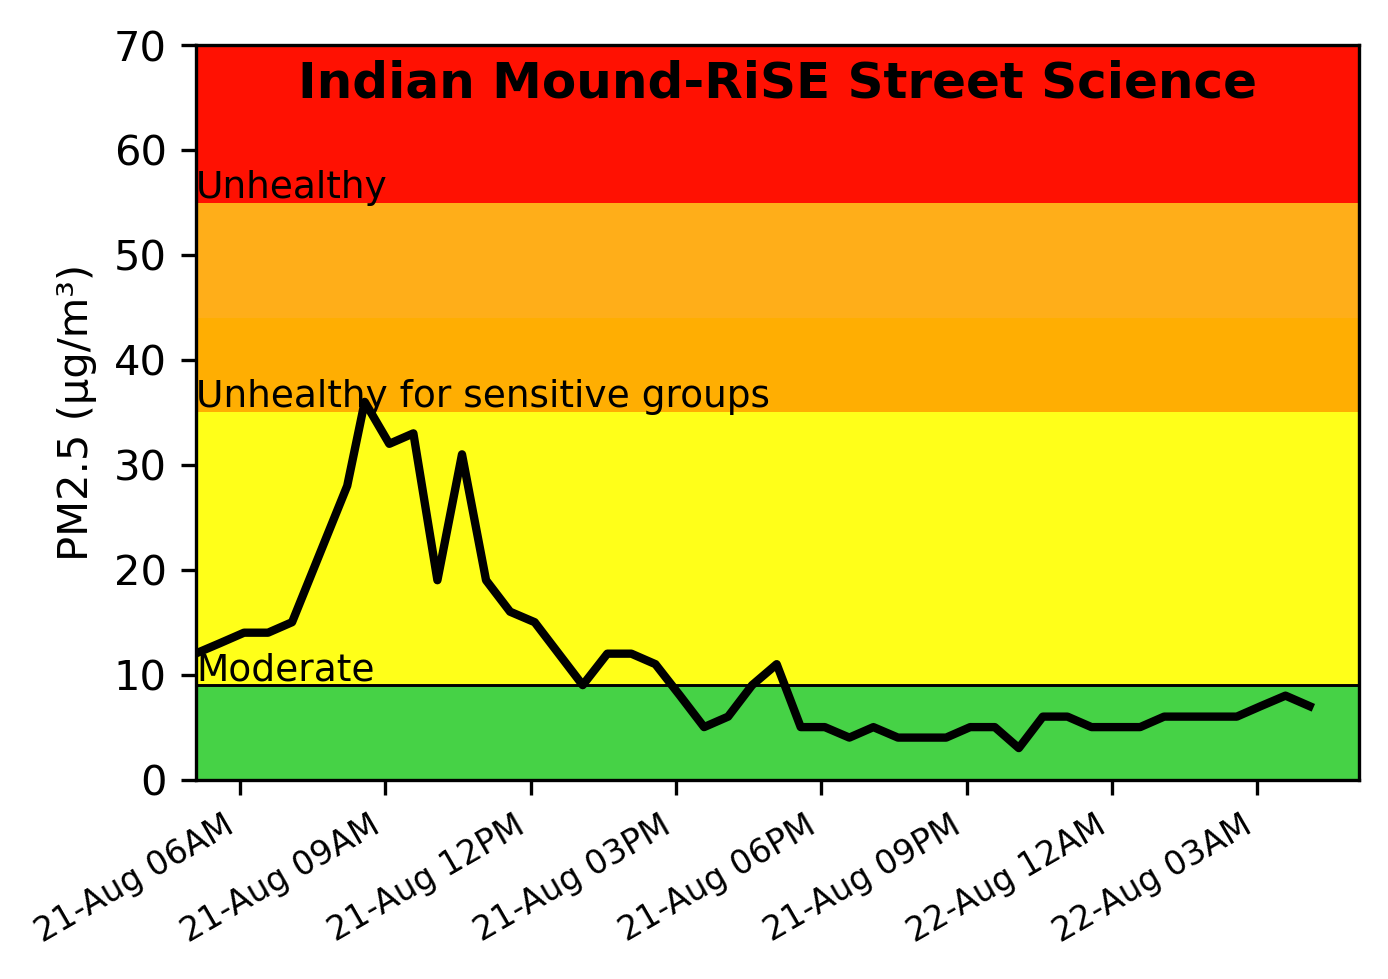 Indian Mound-RiSE Street Science
PM2.5 (µg/m³)
70
60
50
40
30
20
10
0
Unhealthy
Unhealthy for sensitive groups
Moderate
21-Aug 06AM
21-Aug 09AM
21-Aug 12PM
21-Aug 03PM
21-Aug 06PM
21-Aug 09PM
22-Aug 12AM
22-Aug 03AM